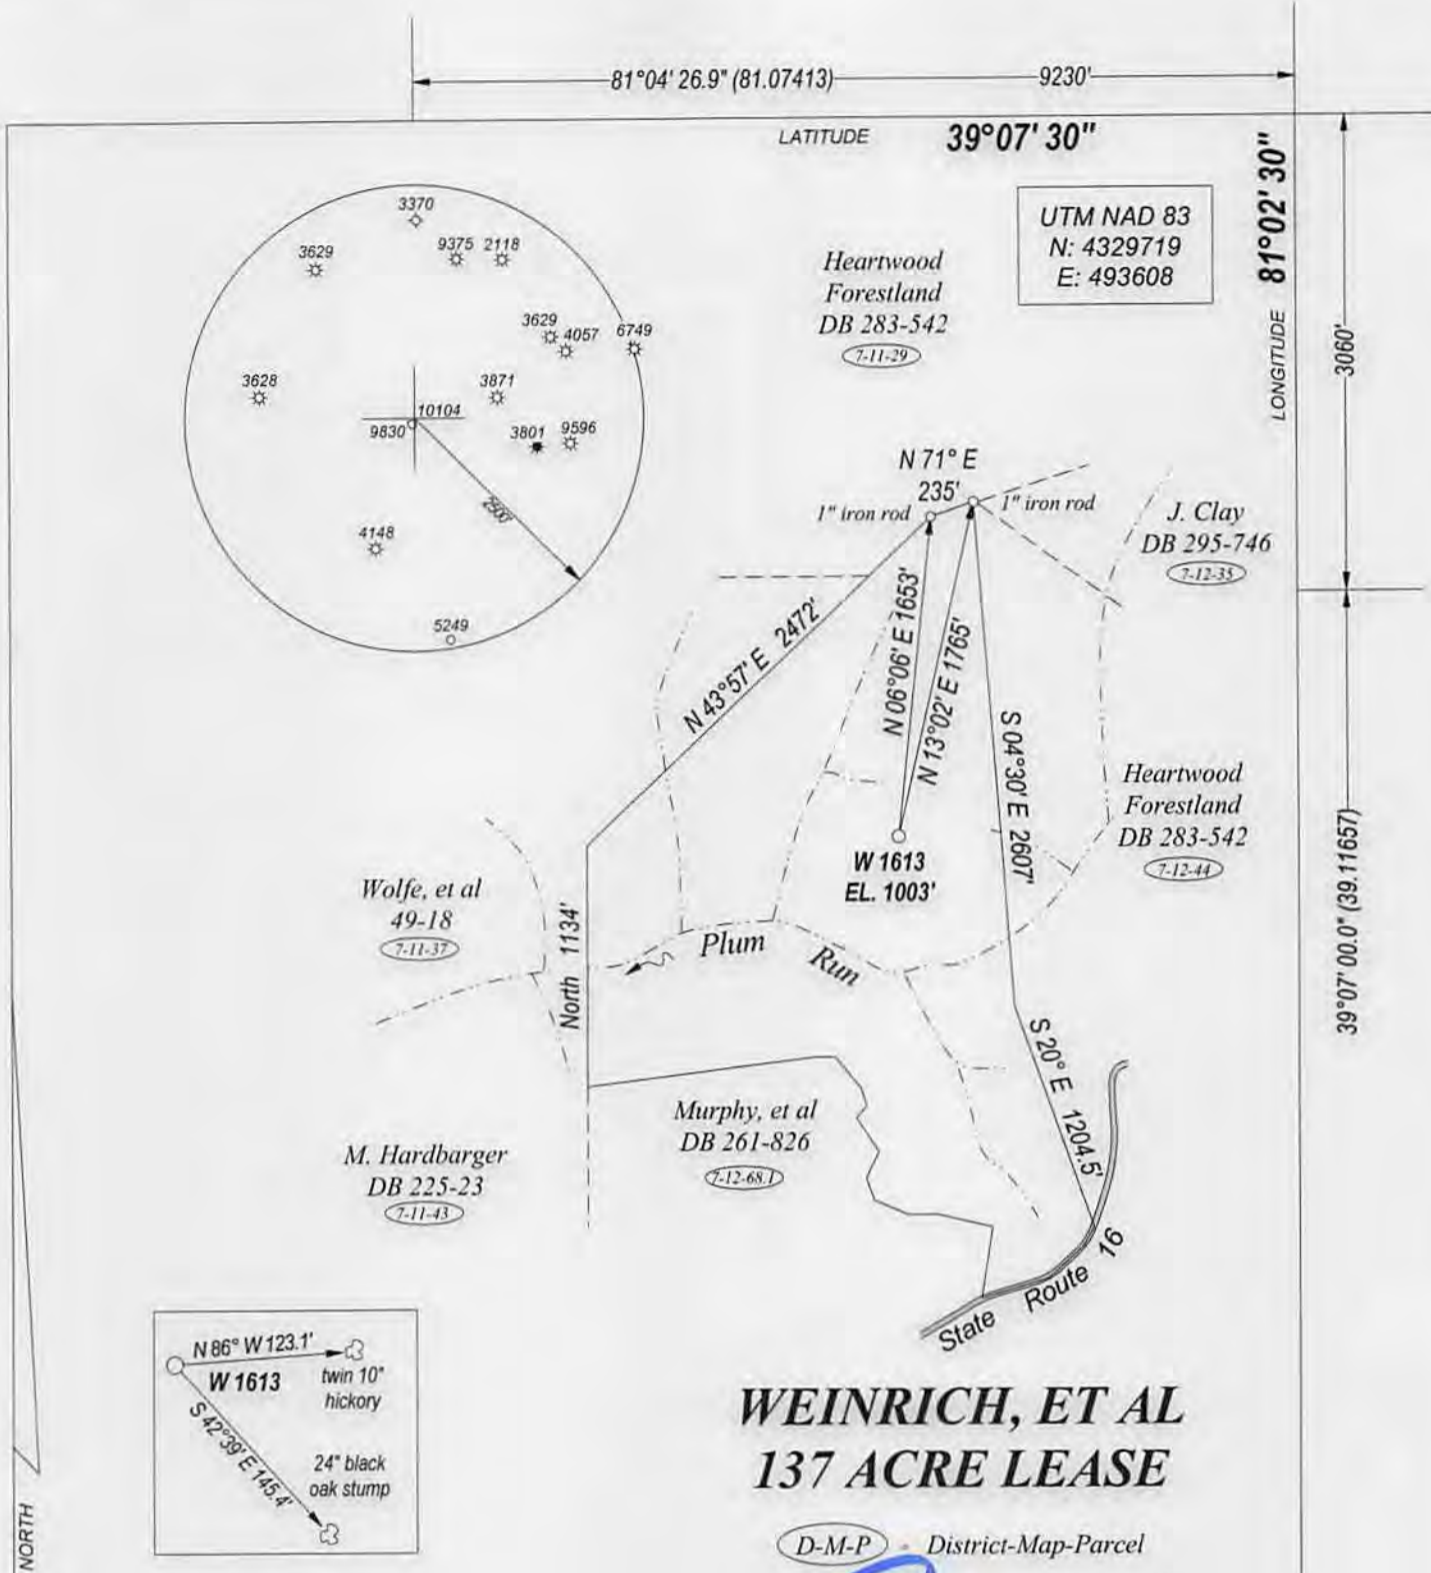 81°04' 26.9" (81.07413)
9230'
LATITUDE 39°07' 30"
LONGITUDE 81°02' 30"
UTM NAD 83
N: 4329719
E: 493608
3060'
39°07' 00.0" (39.11657)
3370
3629
9375
2118
3629
4057
6749
3628
3871
10104
9830
3801
9596
2500'
4148
5249
Heartwood
Forestland
DB 283-542
7-11-29
N 71° E
235'
1" iron rod
1" iron rod
J. Clay
DB 295-746
7-12-35
N 43°57' E 2472'
N 06°06' E 1653'
N 13°02' E 1765'
S 04°30' E 2607'
Heartwood
Forestland
DB 283-542
7-12-44
W 1613
EL. 1003'
Wolfe, et al
49-18
7-11-37
North 1134'
Plum Run
S 20° E 1204.5'
Murphy, et al
DB 261-826
7-12-68.1
M. Hardbarger
DB 225-23
7-11-43
State Route 16
N 86° W 123.1'
W 1613
twin 10"
hickory
S 42°39' E 145.4'
24" black
oak stump
NORTH
WEINRICH, ET AL
137 ACRE LEASE
D-M-P - District-Map-Parcel